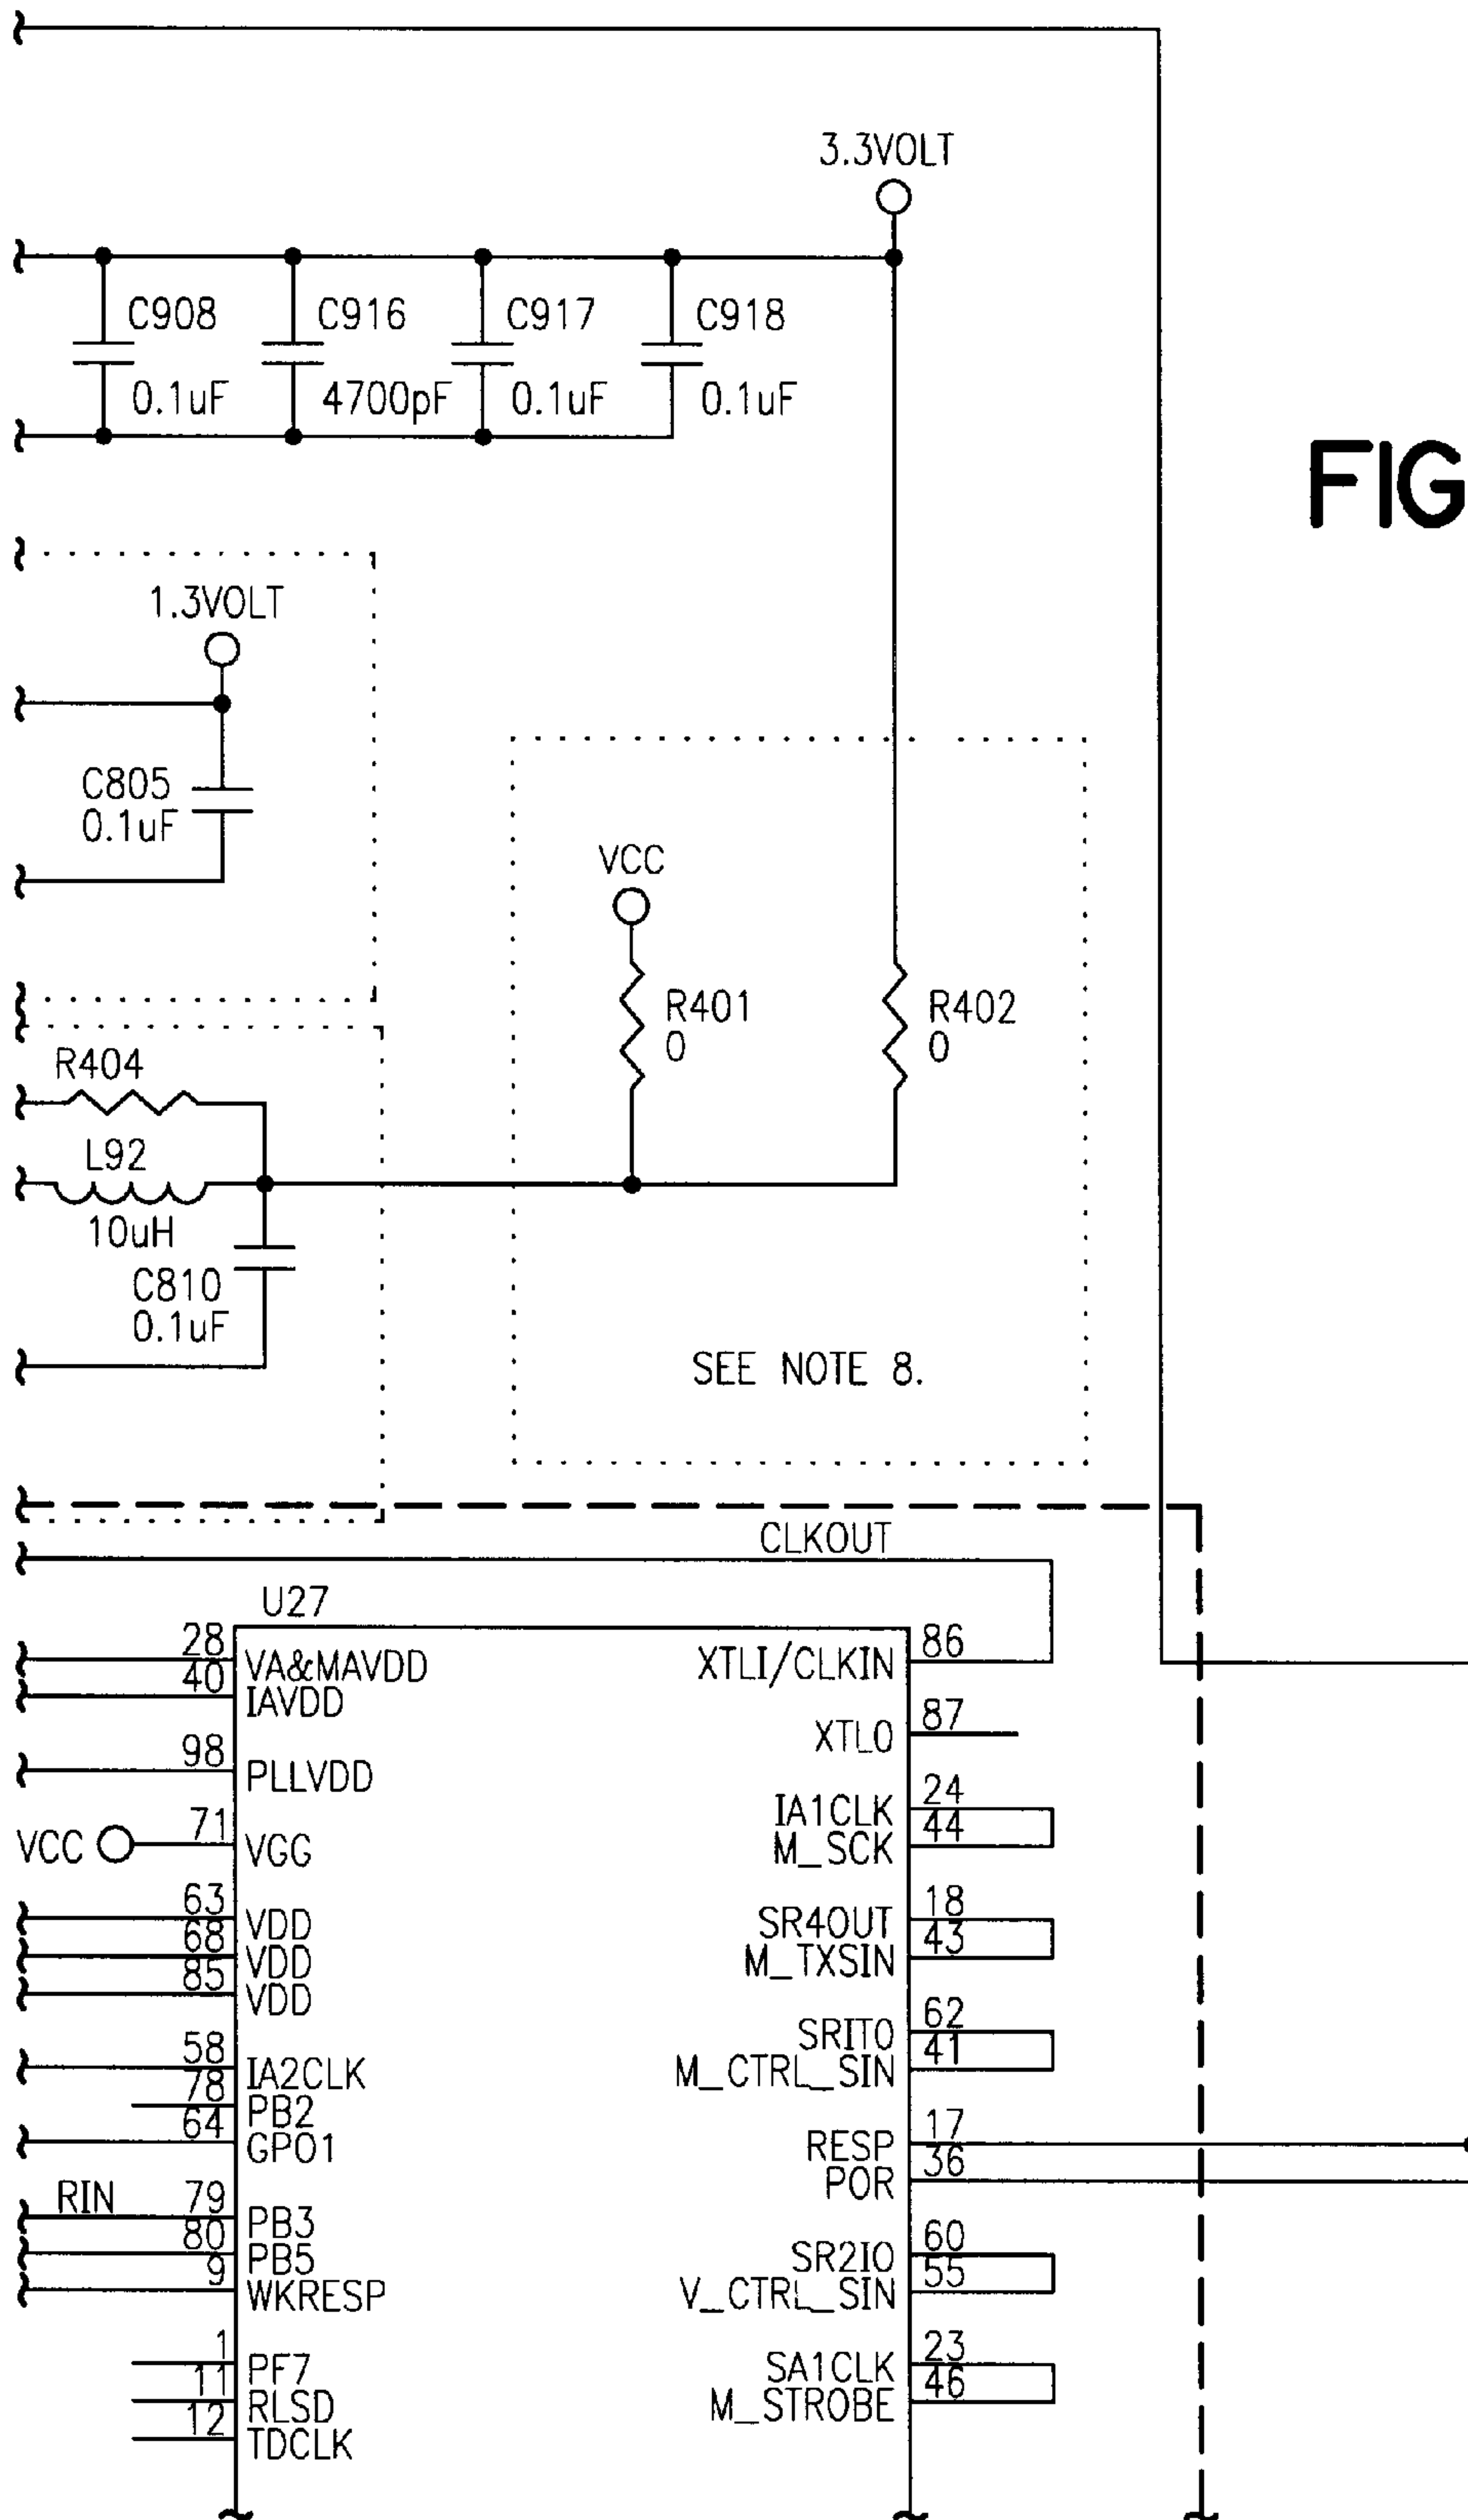 3.3VOLT
C908
C916
C917
C918
0.1uF
4700pF
0.1uF
0.1uF
FIG
1.3VOLT
C805
0.1uF
VCC
R401
0
R402
0
R404
L92
10uH
C810
0.1uF
SEE NOTE 8.
CLKOUT
U27
28 VA&MAVDD
40 IAVDD
98 PLLVDD
VCC 71 VGG
63 VDD
68 VDD
85 VDD
58 IA2CLK
78 PB2
64 GPO1
RIN 79 PB3
80 PB5
9 WKRESP
1 PF7
11 RLSD
12 TDCLK
XTLI/CLKIN 86
XTLO 87
IA1CLK 24
M_SCK 44
SR4OUT 18
M_TXSIN 43
SRITO 62
M_CTRL_SIN 41
RESP 17
POR 36
SR2IO 60
V_CTRL_SIN 55
SA1CLK 23
M_STROBE 46